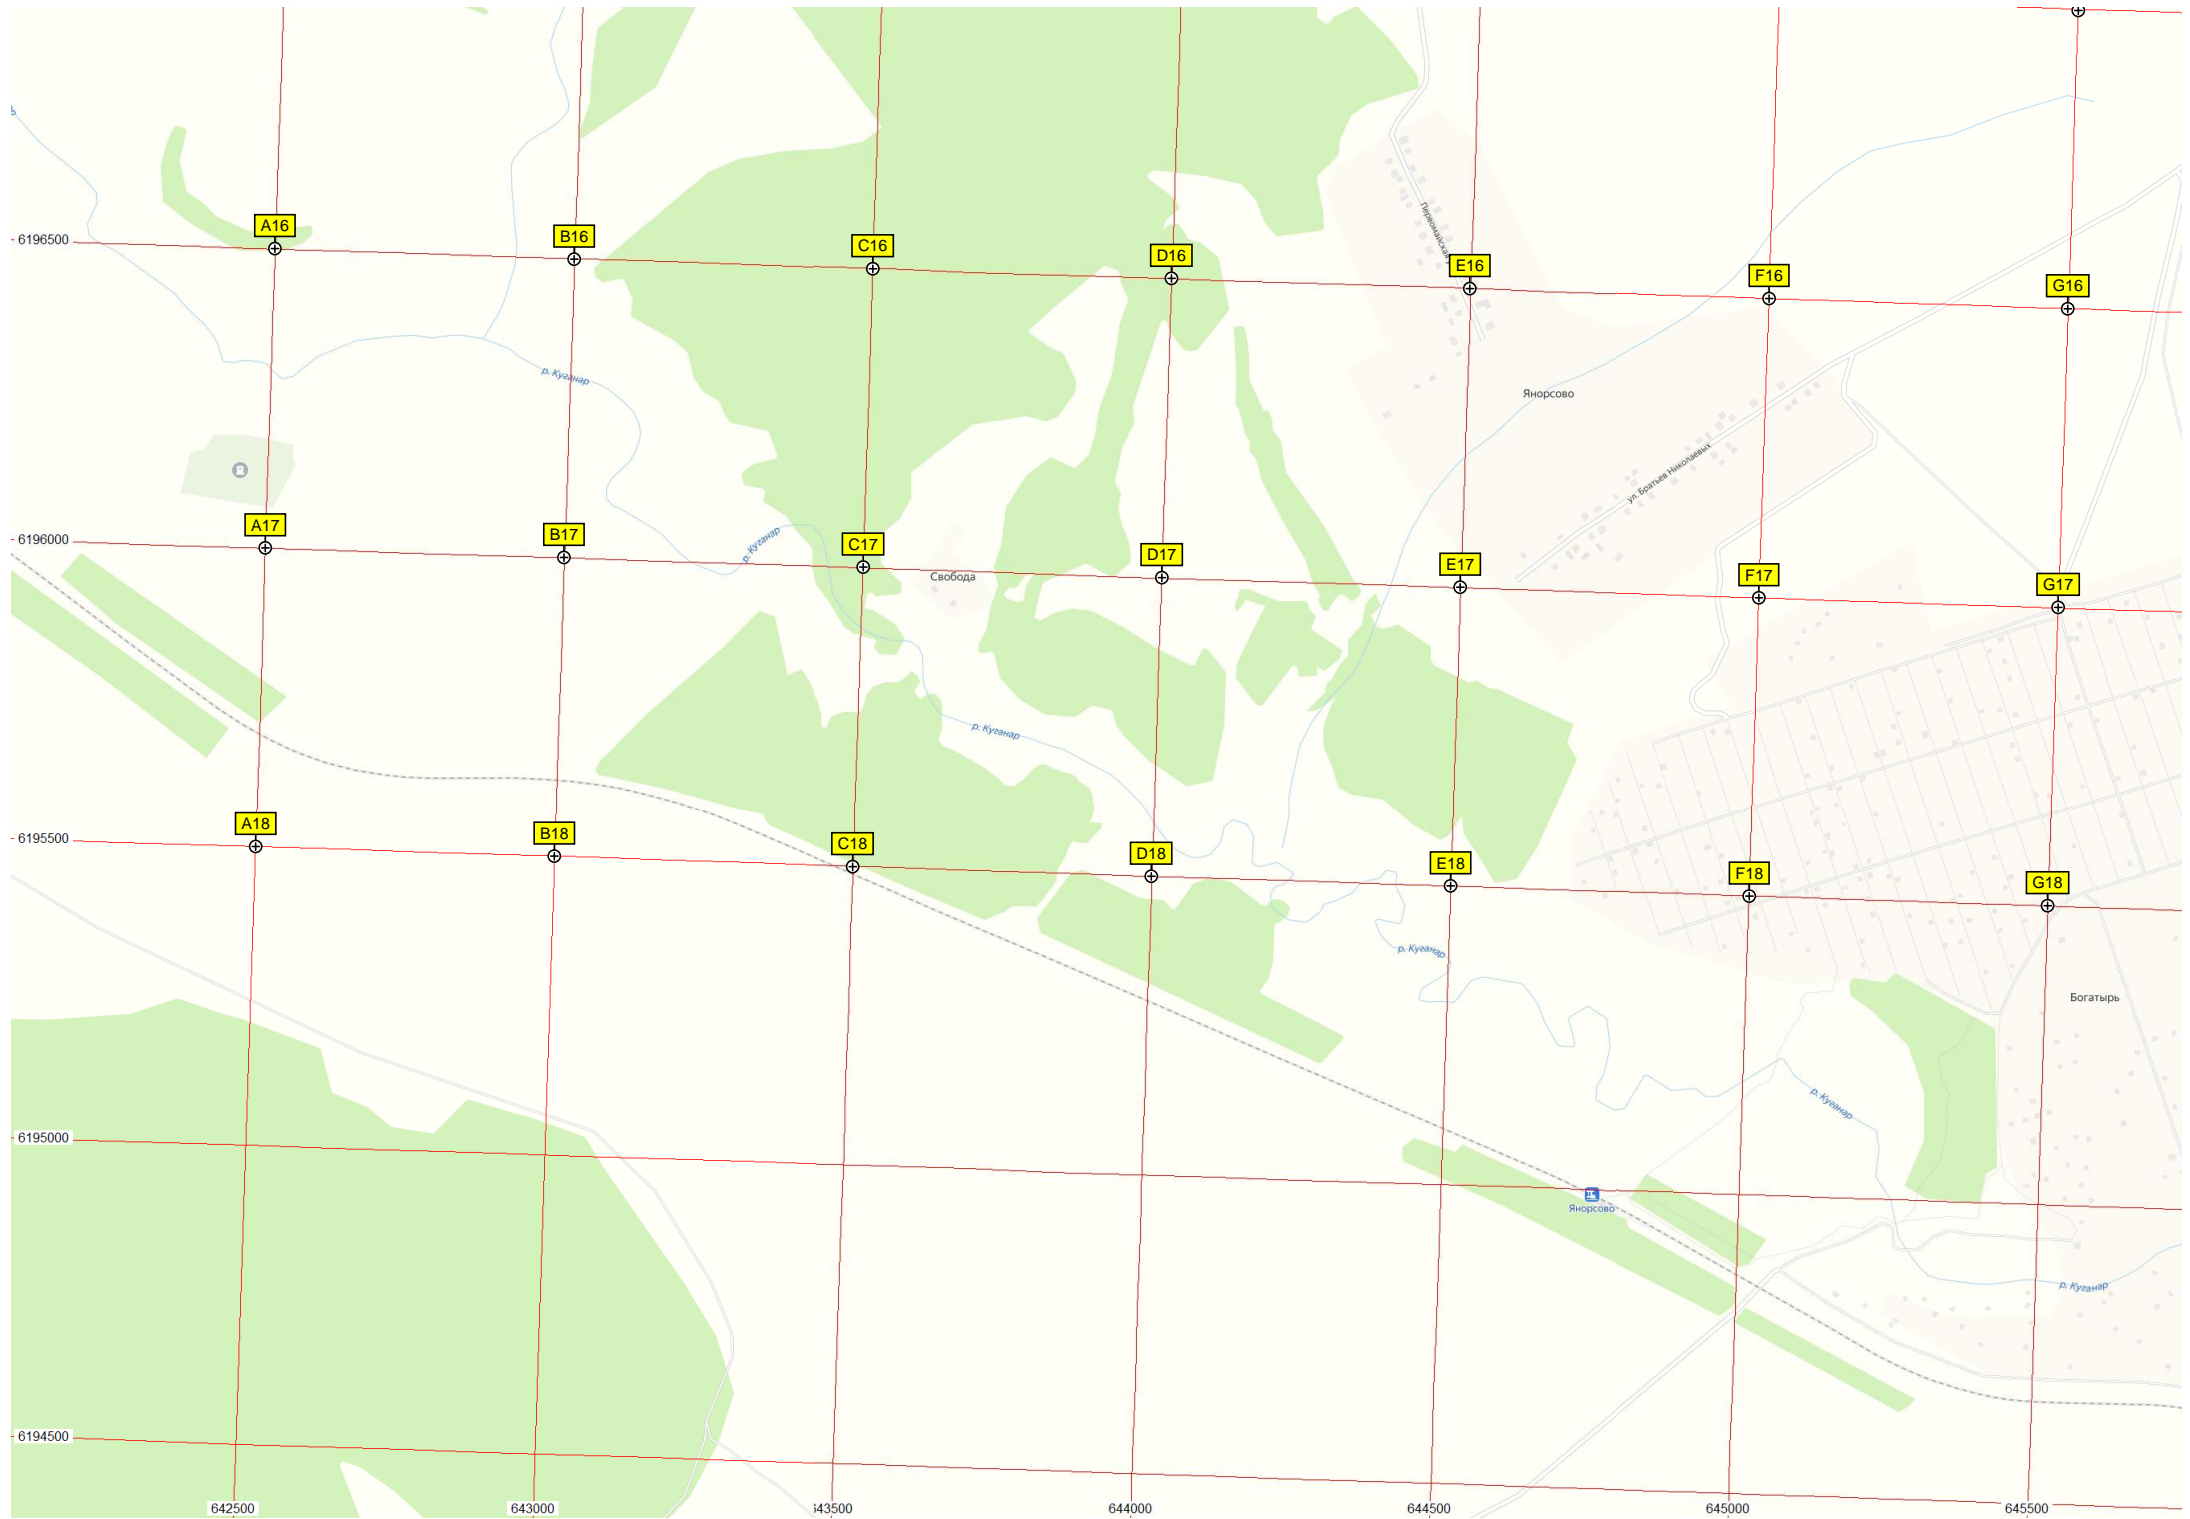 A16
6196500
B16
C16
D16
Первомайская у
E16
F16
G16
р. Куганар
Янорсово
ул. Братьев Николаевых
A17
6196000
B17
р. Куганар
C17
Свобода
D17
E17
F17
G17
р. Куганар
A18
6195500
B18
C18
D18
E18
F18
G18
р. Куганар
Богатырь
р. Куганар
6195000
Янорсово
р. Куганар
6194500
642500
643000
643500
644000
644500
645000
645500